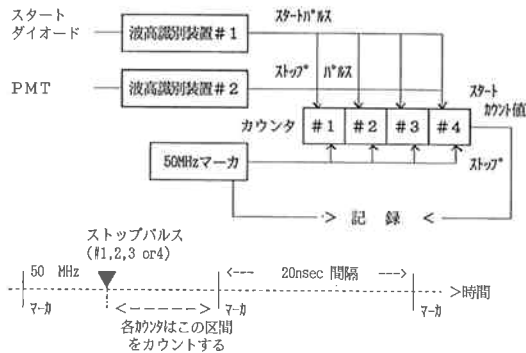 スタート
ダイオード
波高識別装置#1
スタートパルス
PMT
波高識別装置#2
ストップ パルス
スタート
カウント値
カウンタ #1 #2 #3 #4
50MHzマーカ
ストップ
> 記 録 <
ストップパルス
(#1,2,3 or4)
50 MHz
<--- 20nsec 間隔 --->
>時間
マーカ
マーカ
マーカ
各カウンタはこの区間
をカウントする